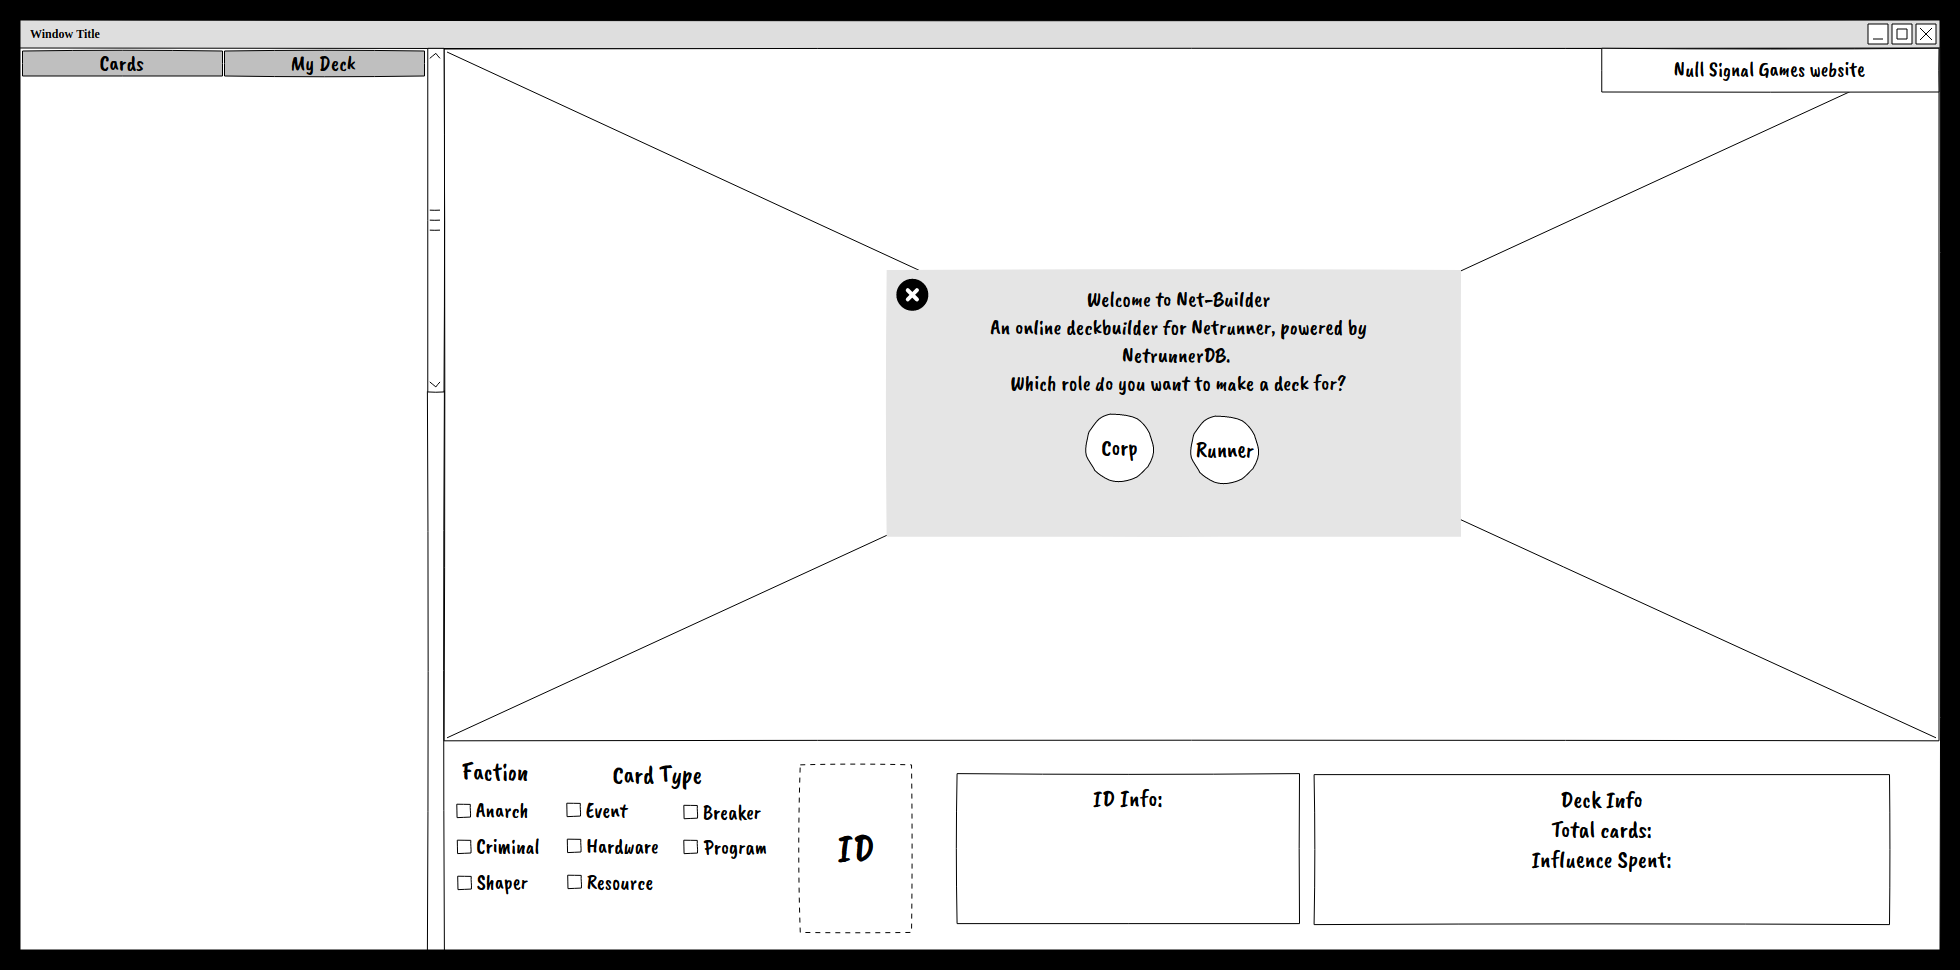 Window Title
Cards
My Deck
Null Signal Games website
Welcome to Net-Builder
An online deckbuilder for Netrunner, powered by
NetrunnerDB.
Which role do you want to make a deck for?
Corp
Runner
Faction
Anarch
Criminal
Shaper
Card Type
Event
Hardware
Resource
Breaker
Program
ID
ID Info:
Deck Info
Total cards:
Influence Spent: